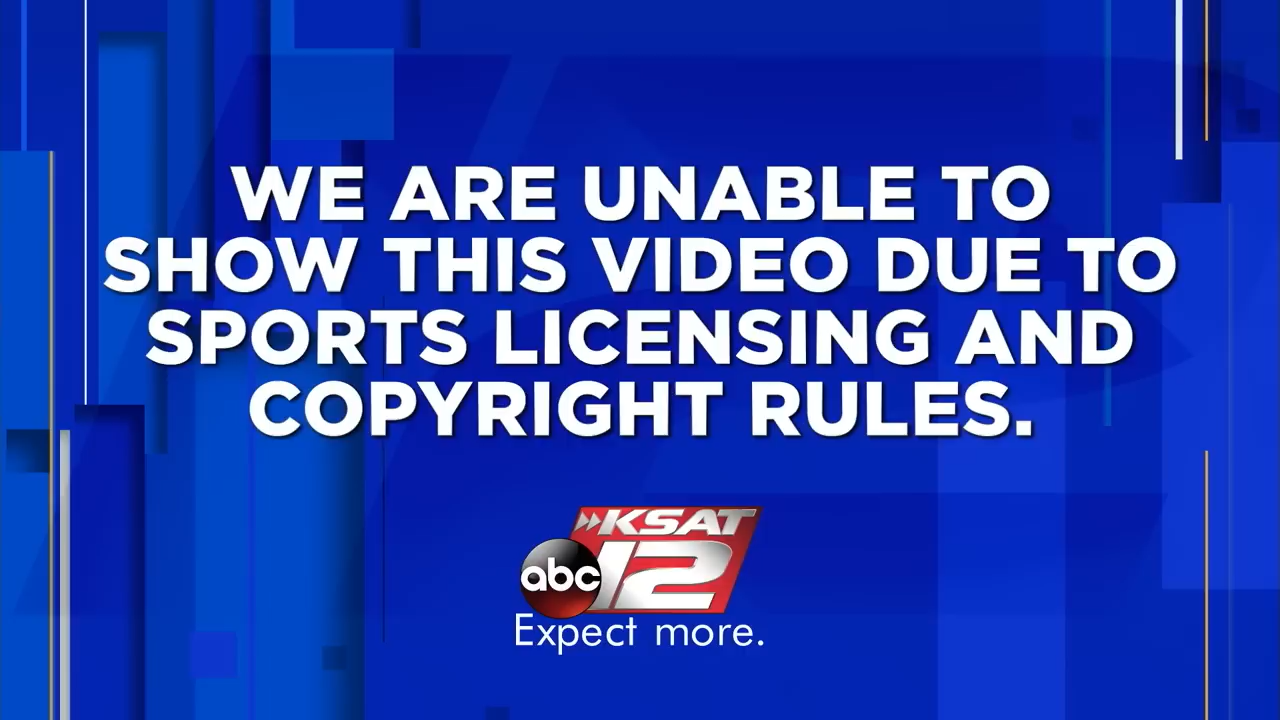 WE ARE UNABLE TO
SHOW THIS VIDEO DUE TO
SPORTS LICENSING AND
COPYRIGHT RULES.
KSAT
abc 12
Expect more.